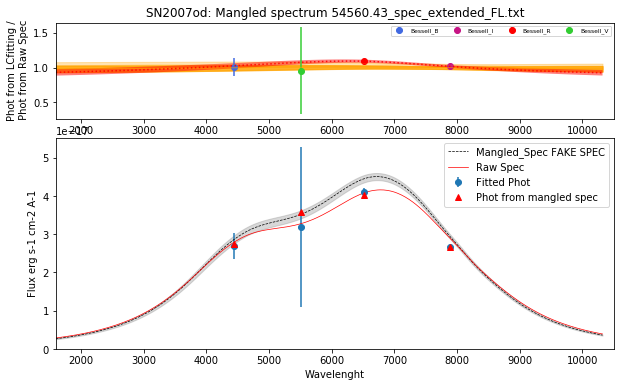 SN2007od: Mangled spectrum 54560.43_spec_extended_FL.txt
Phot from LCfitting /
Phot from Raw Spec
1.5
1.0
0.5
Bessell_B
Bessell_I
Bessell_R
Bessell_V
2000 3000 4000 5000 6000 7000 8000 9000 10000
1e−17
Flux erg s-1 cm-2 A-1
5
4
3
2
1
0
Mangled_Spec FAKE SPEC
Raw Spec
Fitted Phot
Phot from mangled spec
2000 3000 4000 5000 6000 7000 8000 9000 10000
Wavelenght